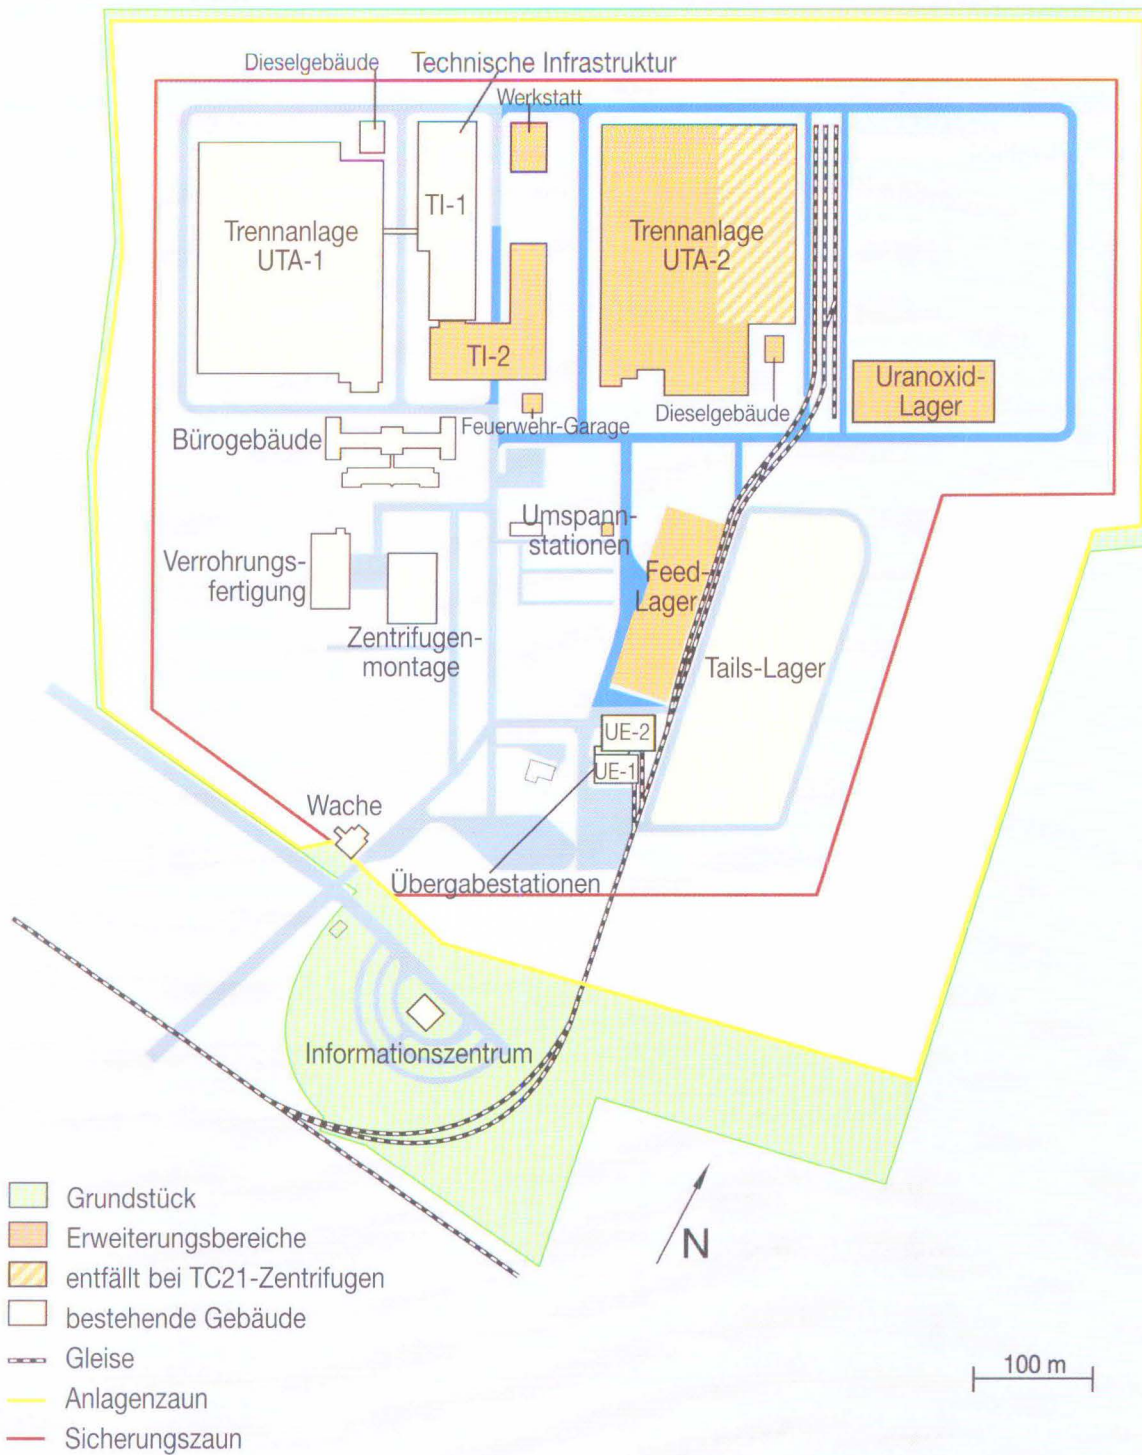 Dieselgebäude
Technische Infrastruktur
Werkstatt
TI-1
Trennanlage
UTA-1
Trennanlage
UTA-2
TI-2
Uranoxid-
Lager
Dieselgebäude
Feuerwehr-Garage
Bürogebäude
Umspann-
stationen
Verrohrungs-
fertigung
Feed-
Lager
Zentrifugen-
montage
Tails-Lager
UE-2
UE-1
Wache
Übergabestationen
Informationszentrum
N
Grundstück
Erweiterungsbereiche
entfällt bei TC21-Zentrifugen
bestehende Gebäude
Gleise
Anlagenzaun
Sicherungszaun
100 m